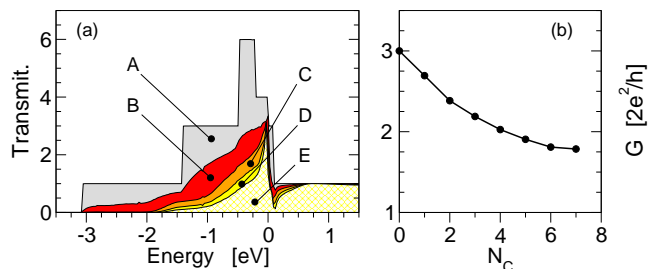 (a)
Transmit.
6
4
2
0
A
B
C
D
E
-3 -2 -1 0 1
Energy [eV]
(b)
3
2
1
0
0 2 4 6 8
N_C
G [2e²/h]